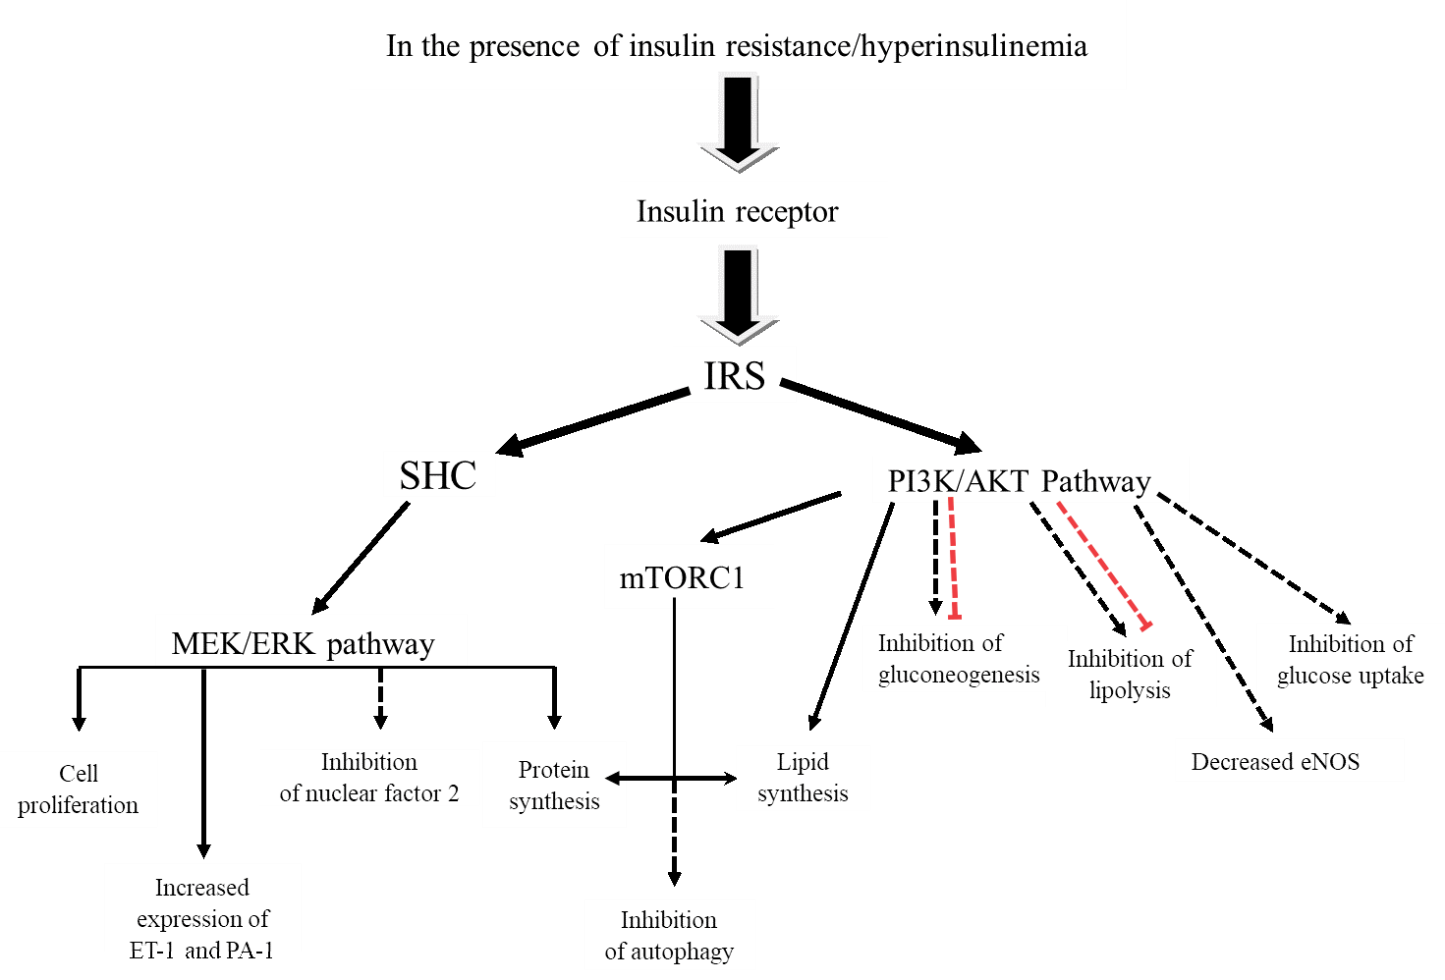 In the presence of insulin resistance/hyperinsulinemia
Insulin receptor
IRS
SHC
PI3K/AKT Pathway
mTORC1
MEK/ERK pathway
Inhibition of
gluconeogenesis
Inhibition of
lipolysis
Inhibition of
glucose uptake
Cell
proliferation
Inhibition
of nuclear factor 2
Protein
synthesis
Lipid
synthesis
Decreased eNOS
Increased
expression of
ET-1 and PA-1
Inhibition
of autophagy